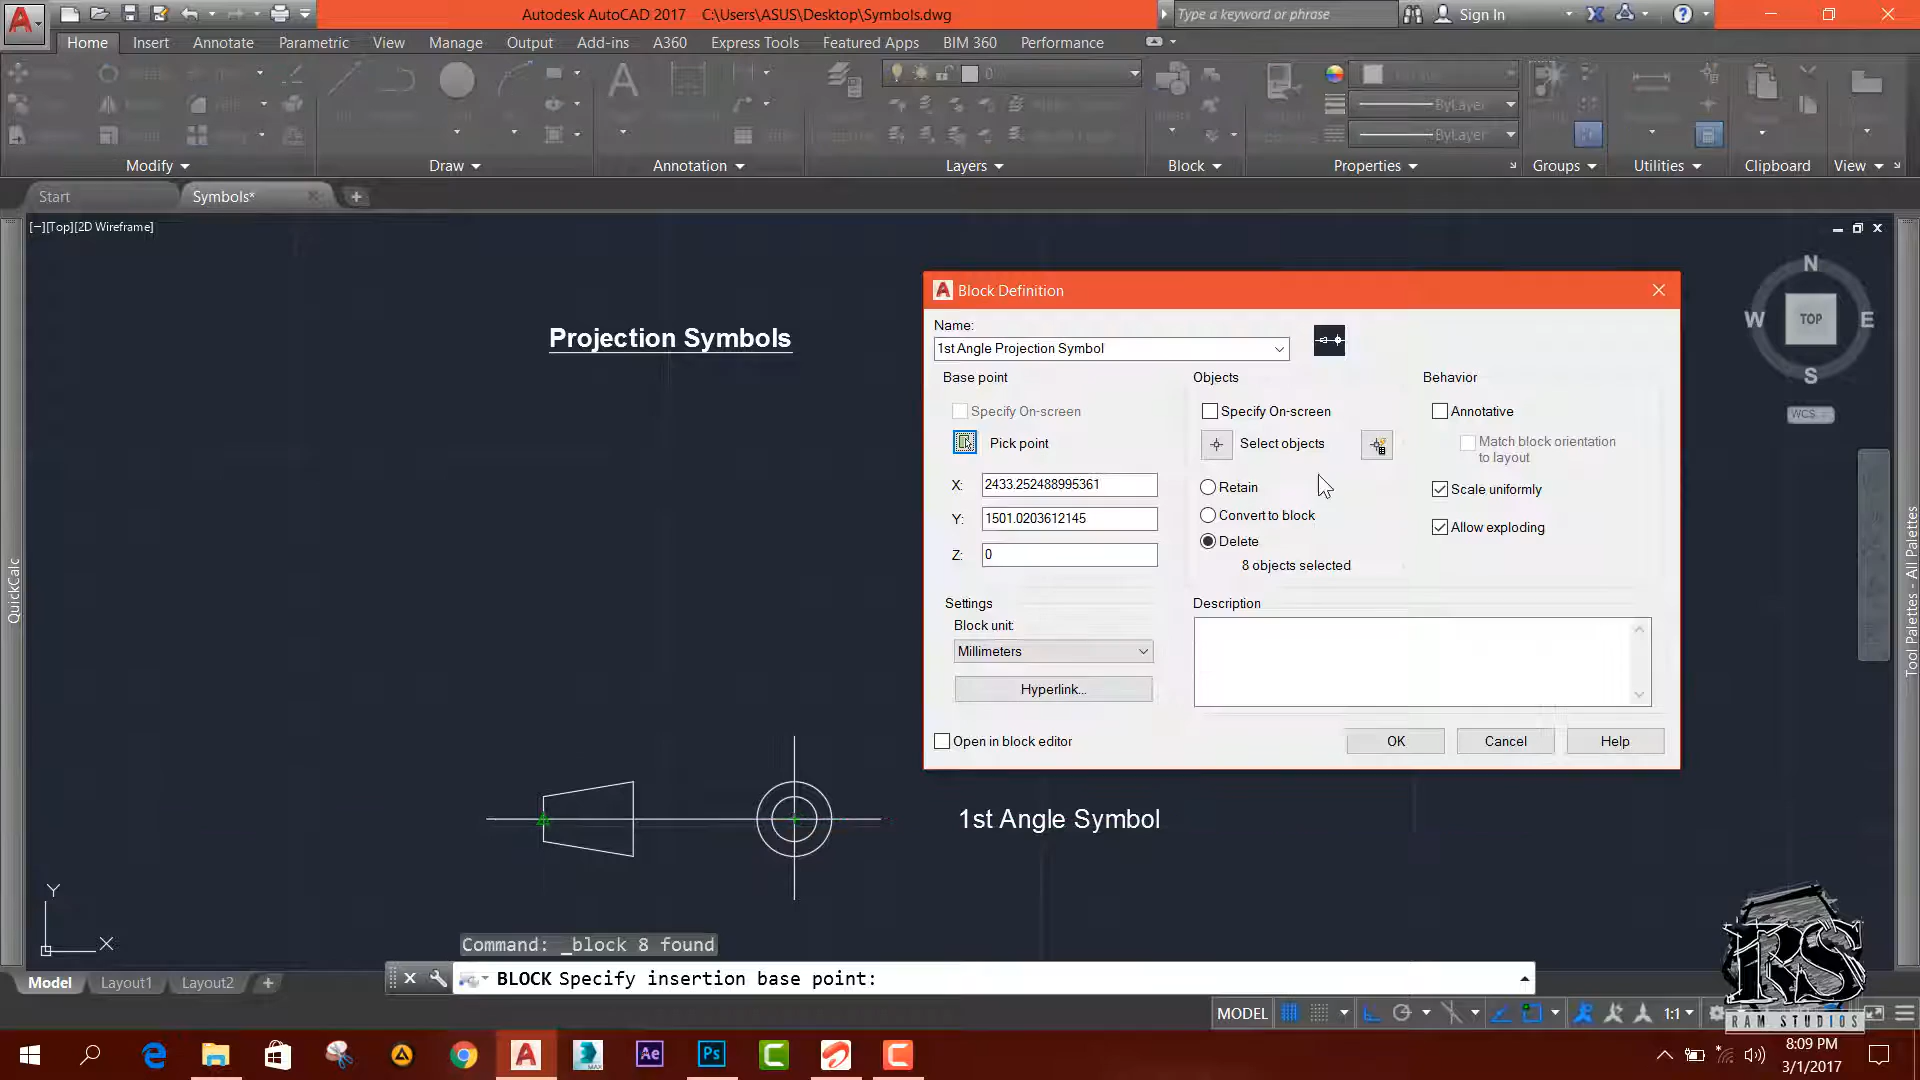 Autodesk AutoCAD 2017 C:\Users\ASUS\Desktop\Symbols.dwg
Type a keyword or phrase
Sign In
Home Insert Annotate Parametric View Manage Output Add-ins A360 Express Tools Featured Apps BIM 360 Performance
0
ByLayer
ByLayer
Modify Draw Annotation Layers Block Properties Groups Utilities Clipboard View
Start Symbols*
[−][Top][2D Wireframe]
N
W TOP E
S
WCS
Projection Symbols
Block Definition
Name:
1st Angle Projection Symbol
Base point
Specify On-screen
Pick point
X: 2433.252488995361
Y: 1501.0203612145
Z: 0
Objects
Specify On-screen
Select objects
Retain
Convert to block
Delete
8 objects selected
Behavior
Annotative
Match block orientation
to layout
Scale uniformly
Allow exploding
Settings
Block unit:
Millimeters
Hyperlink...
Description
Open in block editor
OK Cancel Help
QuickCalc
Tool Palettes - All Palettes
1st Angle Symbol
Y
X
Command: _block 8 found
BLOCK Specify insertion base point:
Model Layout1 Layout2
MODEL 1:1
RS
RAM STUDIOS
Ae Ps
8:09 PM
3/1/2017